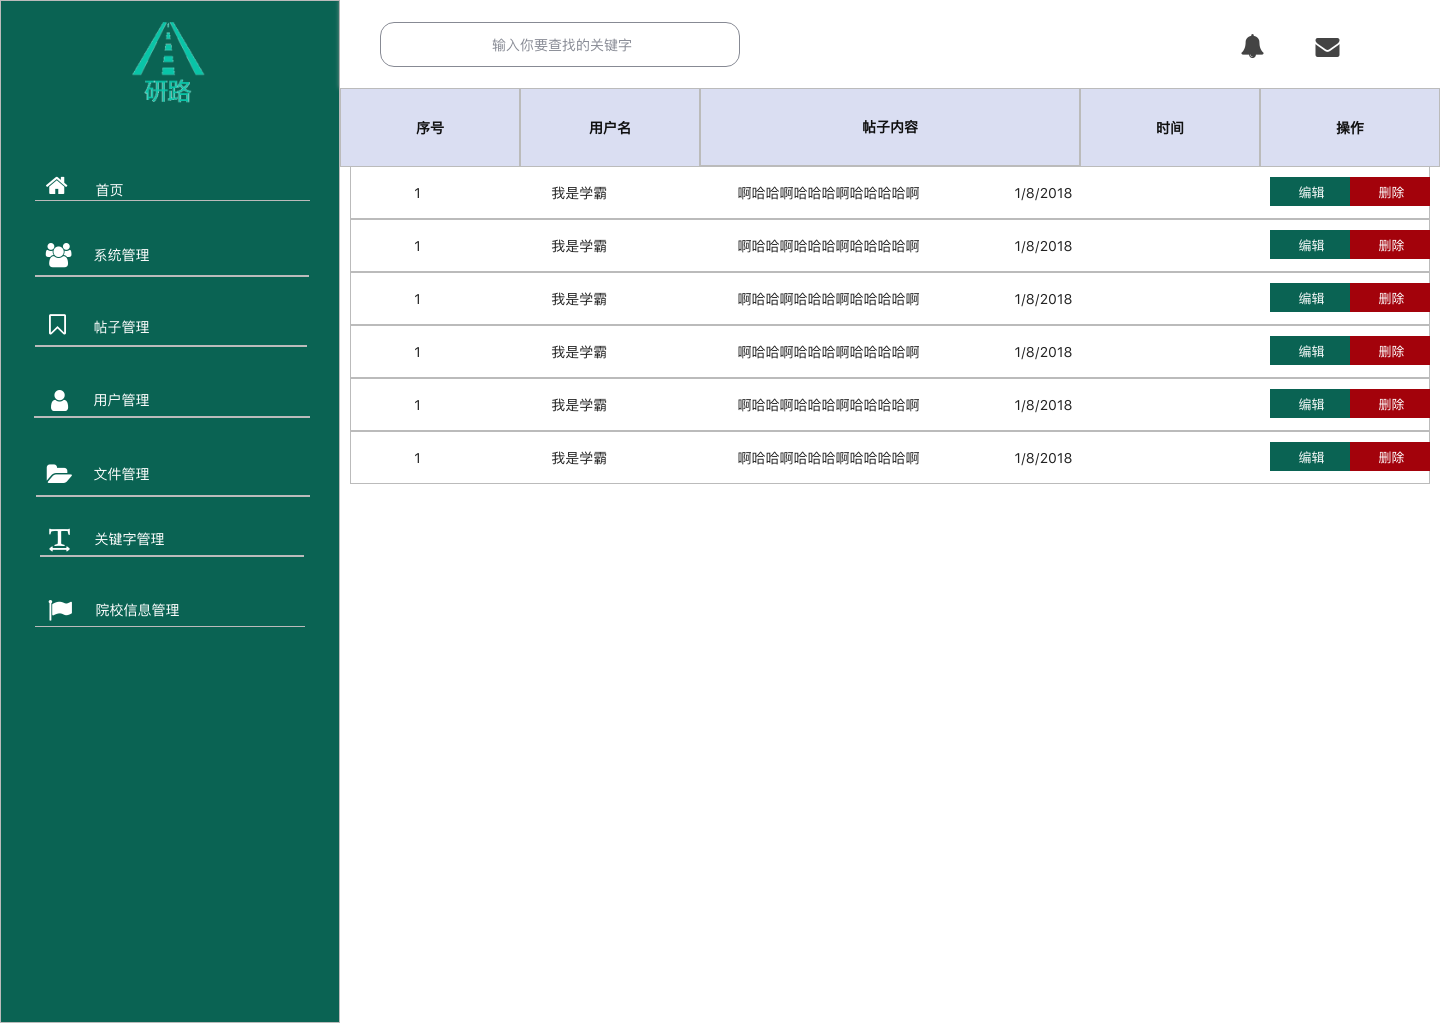 研路
首页
系统管理
帖子管理
用户管理
文件管理
关键字管理
院校信息管理
输入你要查找的关键字
序号 用户名 帖子内容 时间 操作
1 我是学霸 啊哈哈啊哈哈哈啊哈哈哈哈啊 1/8/2018 编辑 删除
1 我是学霸 啊哈哈啊哈哈哈啊哈哈哈哈啊 1/8/2018 编辑 删除
1 我是学霸 啊哈哈啊哈哈哈啊哈哈哈哈啊 1/8/2018 编辑 删除
1 我是学霸 啊哈哈啊哈哈哈啊哈哈哈哈啊 1/8/2018 编辑 删除
1 我是学霸 啊哈哈啊哈哈哈啊哈哈哈哈啊 1/8/2018 编辑 删除
1 我是学霸 啊哈哈啊哈哈哈啊哈哈哈哈啊 1/8/2018 编辑 删除